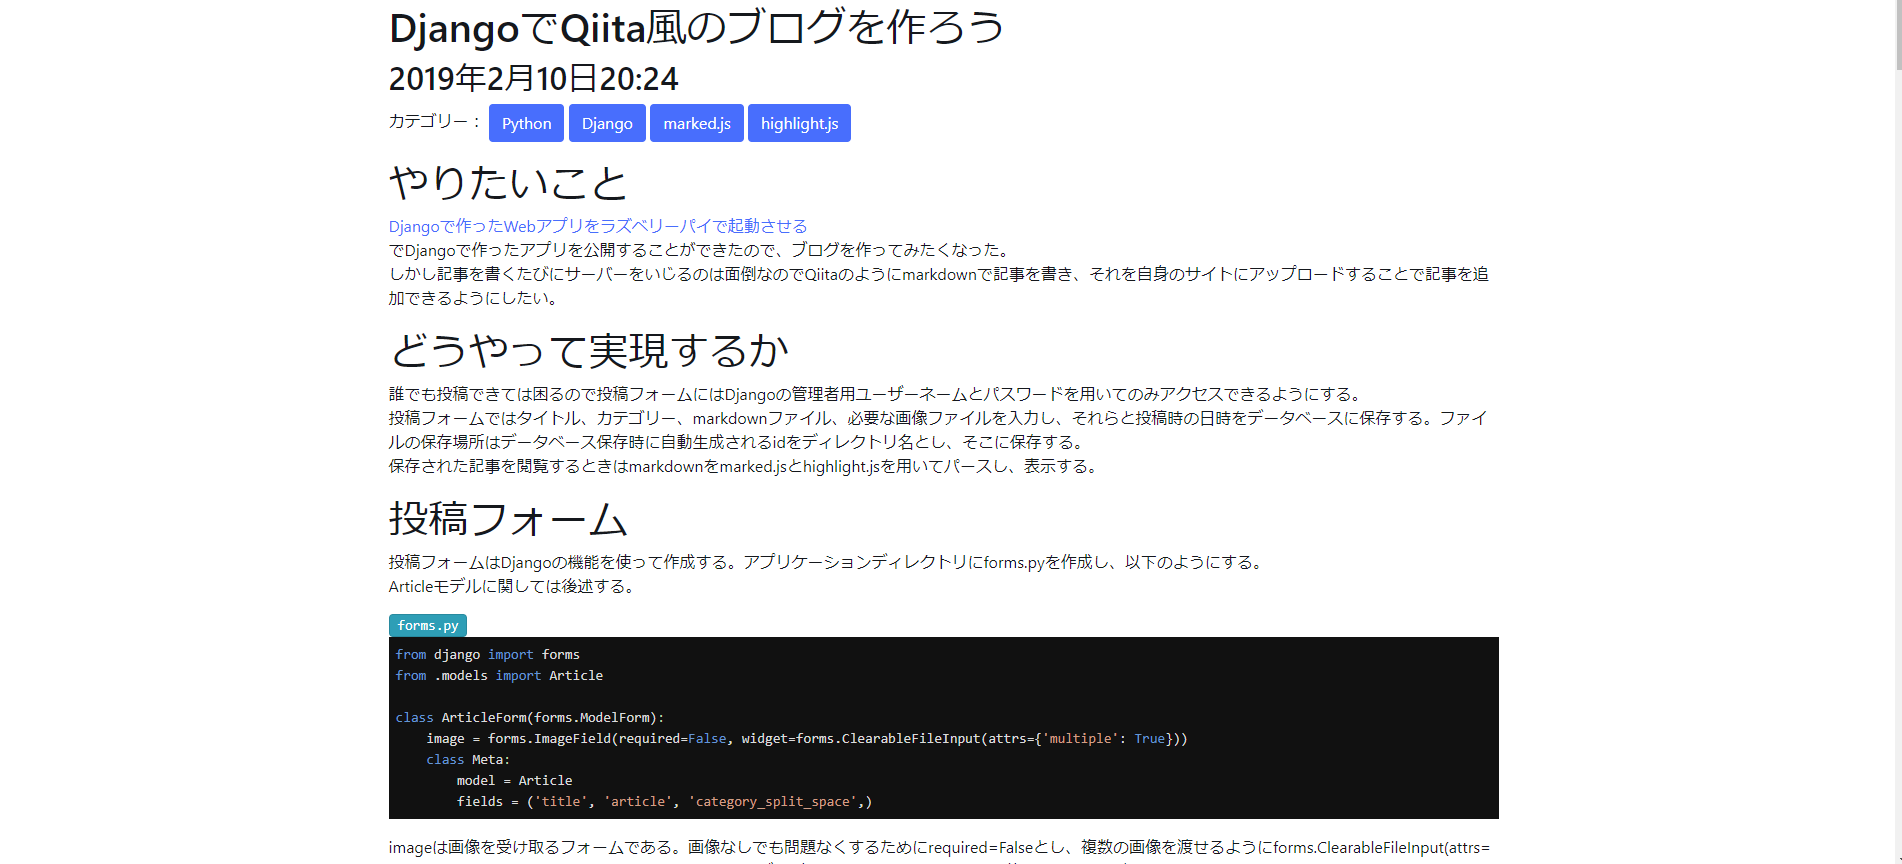 DjangoでQiita風のブログを作ろう
2019年2月10日20:24
カテゴリー： Python Django marked.js highlight.js
やりたいこと
Djangoで作ったWebアプリをラズベリーパイで起動させる
でDjangoで作ったアプリを公開することができたので、ブログを作ってみたくなった。
しかし記事を書くたびにサーバーをいじるのは面倒なのでQiitaのようにmarkdownで記事を書き、それを自身のサイトにアップロードすることで記事を追
加できるようにしたい。
どうやって実現するか
誰でも投稿できては困るので投稿フォームにはDjangoの管理者用ユーザーネームとパスワードを用いてのみアクセスできるようにする。
投稿フォームではタイトル、カテゴリー、markdownファイル、必要な画像ファイルを入力し、それらと投稿時の日時をデータベースに保存する。ファイ
ルの保存場所はデータベース保存時に自動生成されるidをディレクトリ名とし、そこに保存する。
保存された記事を閲覧するときはmarkdownをmarked.jsとhighlight.jsを用いてパースし、表示する。
投稿フォーム
投稿フォームはDjangoの機能を使って作成する。アプリケーションディレクトリにforms.pyを作成し、以下のようにする。
Articleモデルに関しては後述する。
forms.py
from django import forms
from .models import Article
class ArticleForm(forms.ModelForm):
    image = forms.ImageField(required=False, widget=forms.ClearableFileInput(attrs={'multiple': True}))
    class Meta:
        model = Article
        fields = ('title', 'article', 'category_split_space',)
imageは画像を受け取るフォームである。画像なしでも問題なくするためにrequired=Falseとし、複数の画像を渡せるようにforms.ClearableFileInput(attrs=